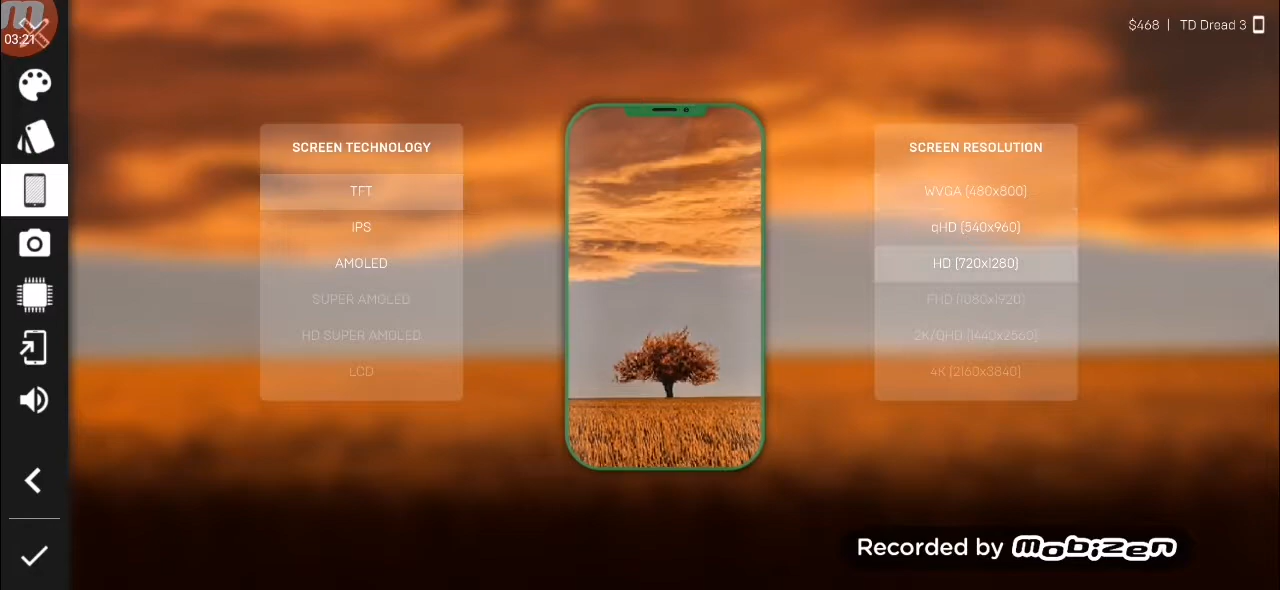 03:21
$468 | TD Dread 3
SCREEN TECHNOLOGY
TFT
IPS
AMOLED
SUPER AMOLED
HD SUPER AMOLED
LCD
SCREEN RESOLUTION
WVGA (480x800)
qHD (540x960)
HD (720x1280)
FHD (1080x1920)
2K/QHD (1440x2560)
4K (2160x3840)
Recorded by mobizen